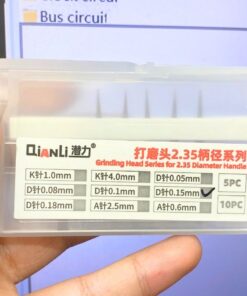 Clock circuit
Bus circuit
QIANLI 潜力®
打磨头2.35柄径系列
Grinding Head Series for 2.35 Diameter Handle
K针1.0mm K针4.0mm D针0.05mm 5PC
D针0.08mm D针0.1mm D针0.15mm
D针0.18mm A针2.5mm A针0.6mm 10PC